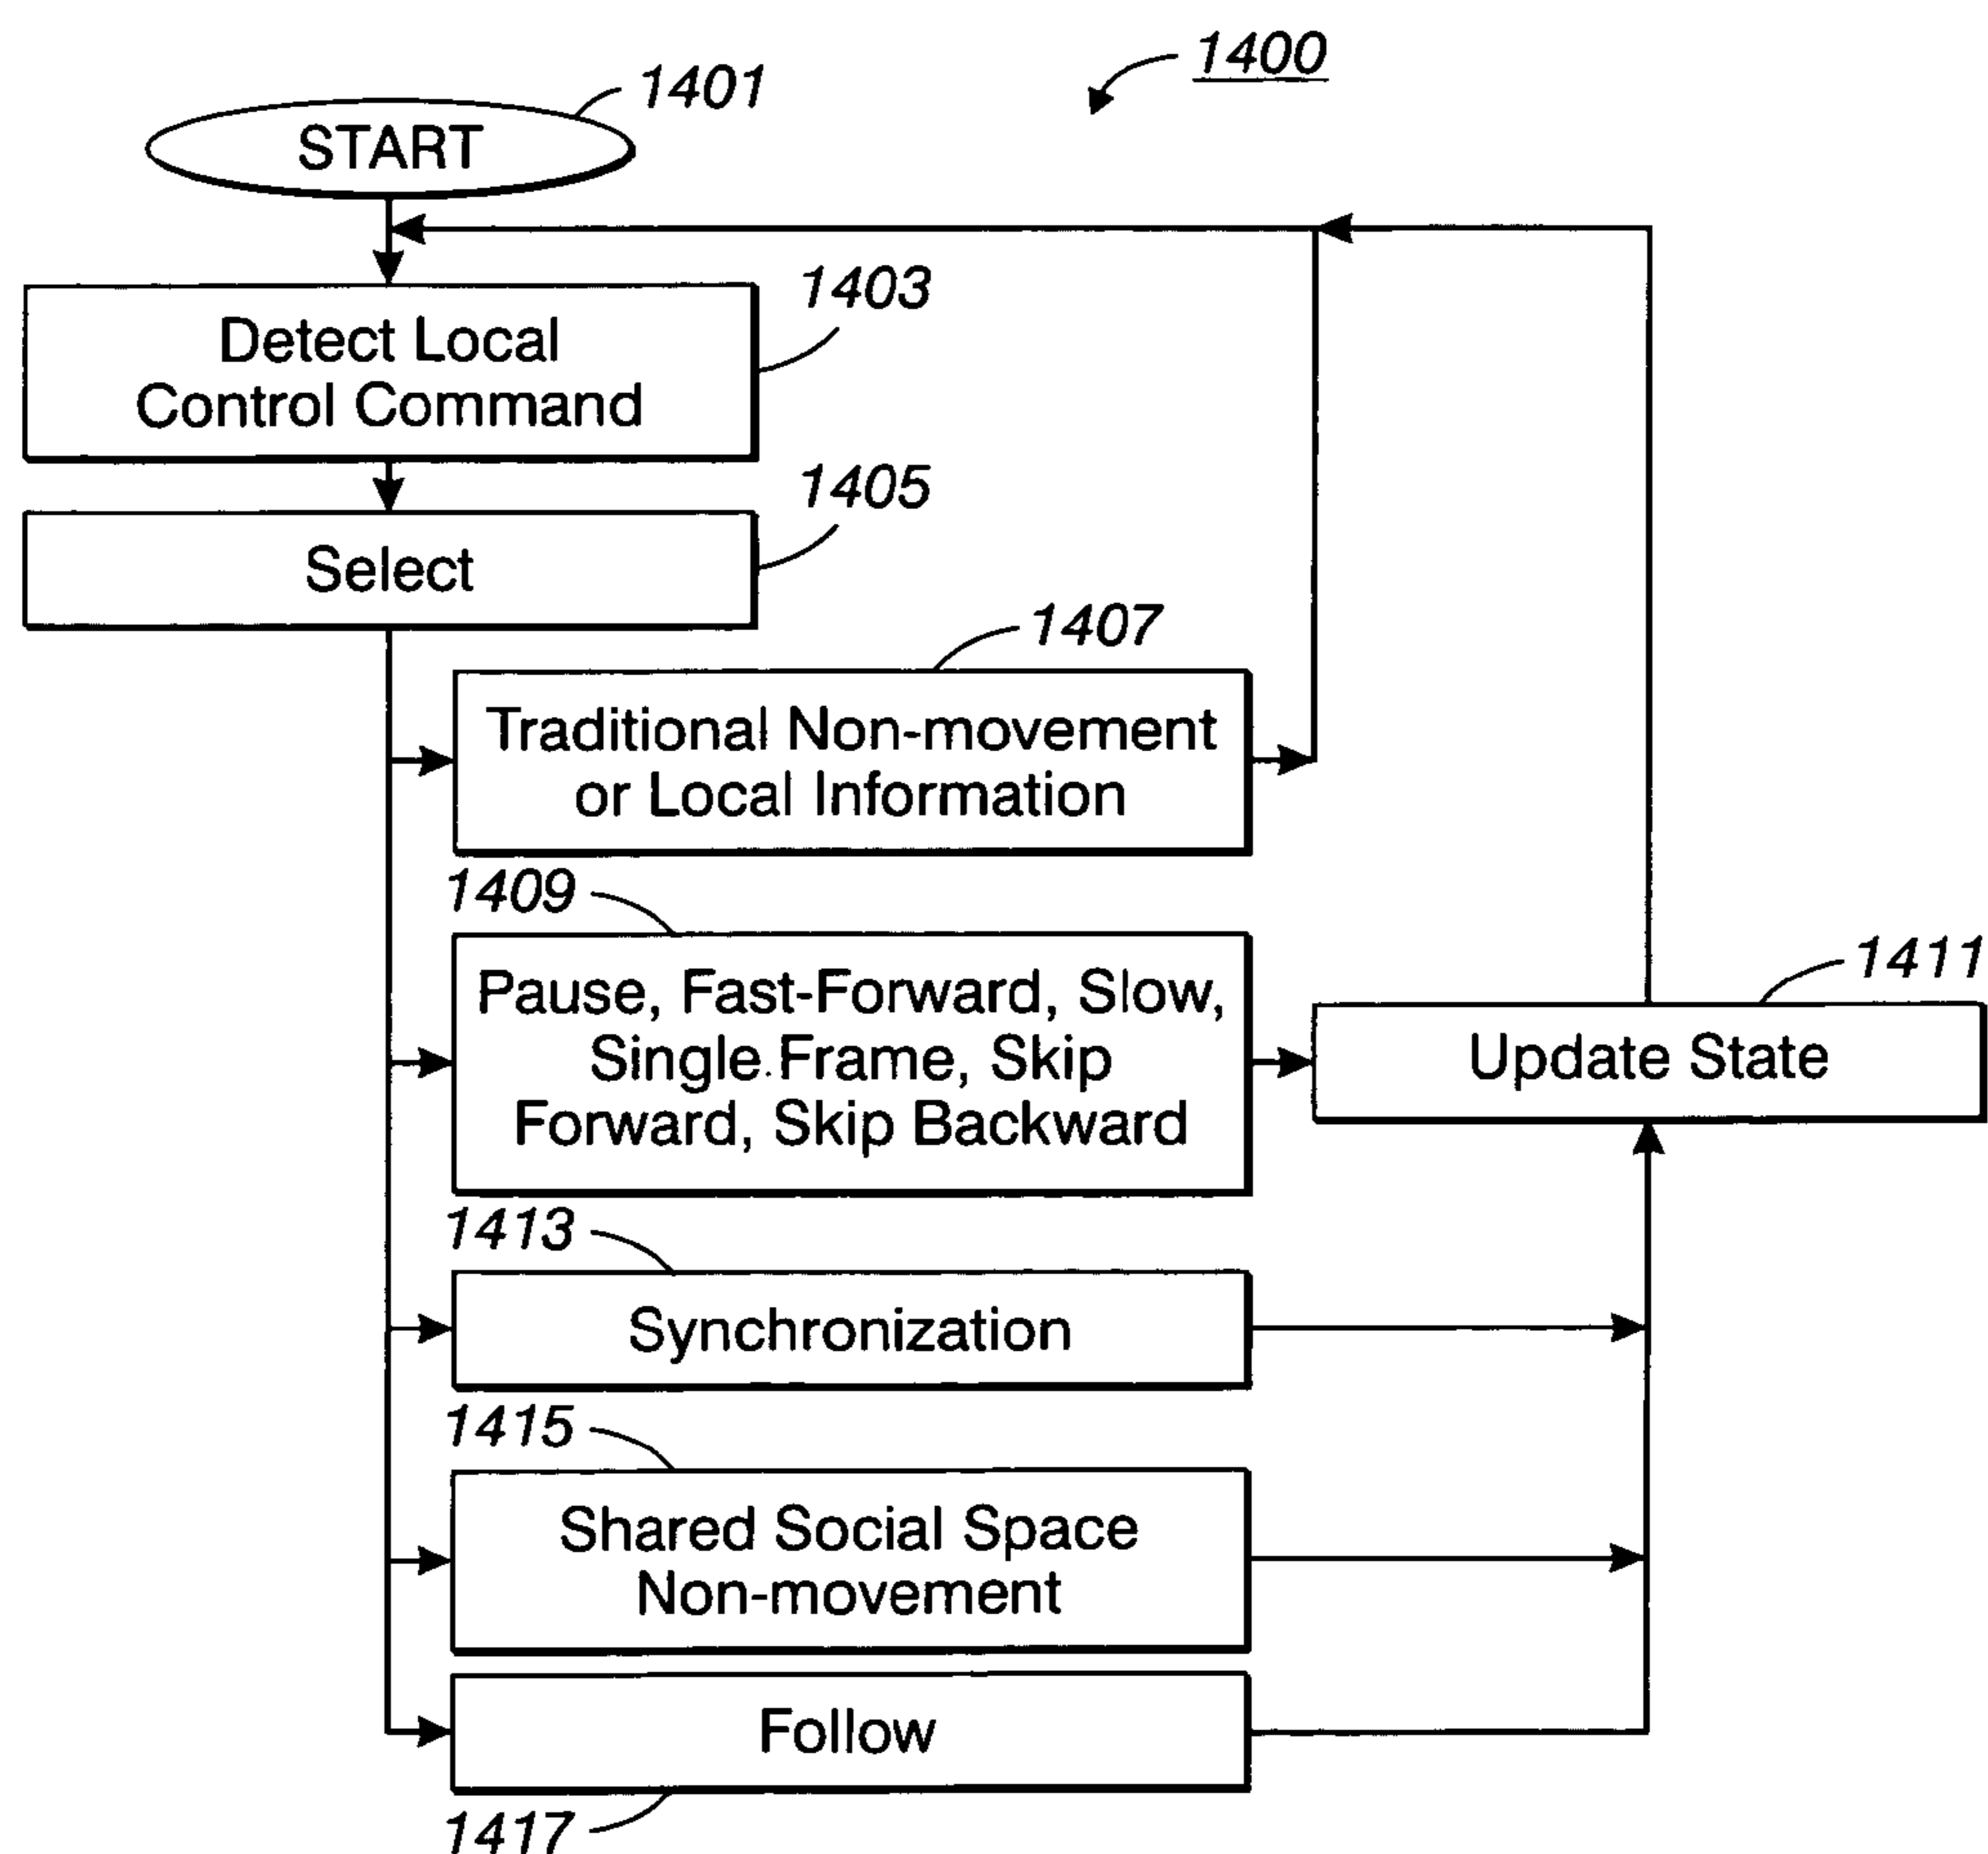 1400
1401
START
1403
Detect Local
Control Command
1405
Select
1407
Traditional Non-movement
or Local Information
1409
Pause, Fast-Forward, Slow,
Single Frame, Skip
Forward, Skip Backward
1411
Update State
1413
Synchronization
1415
Shared Social Space
Non-movement
Follow
1417